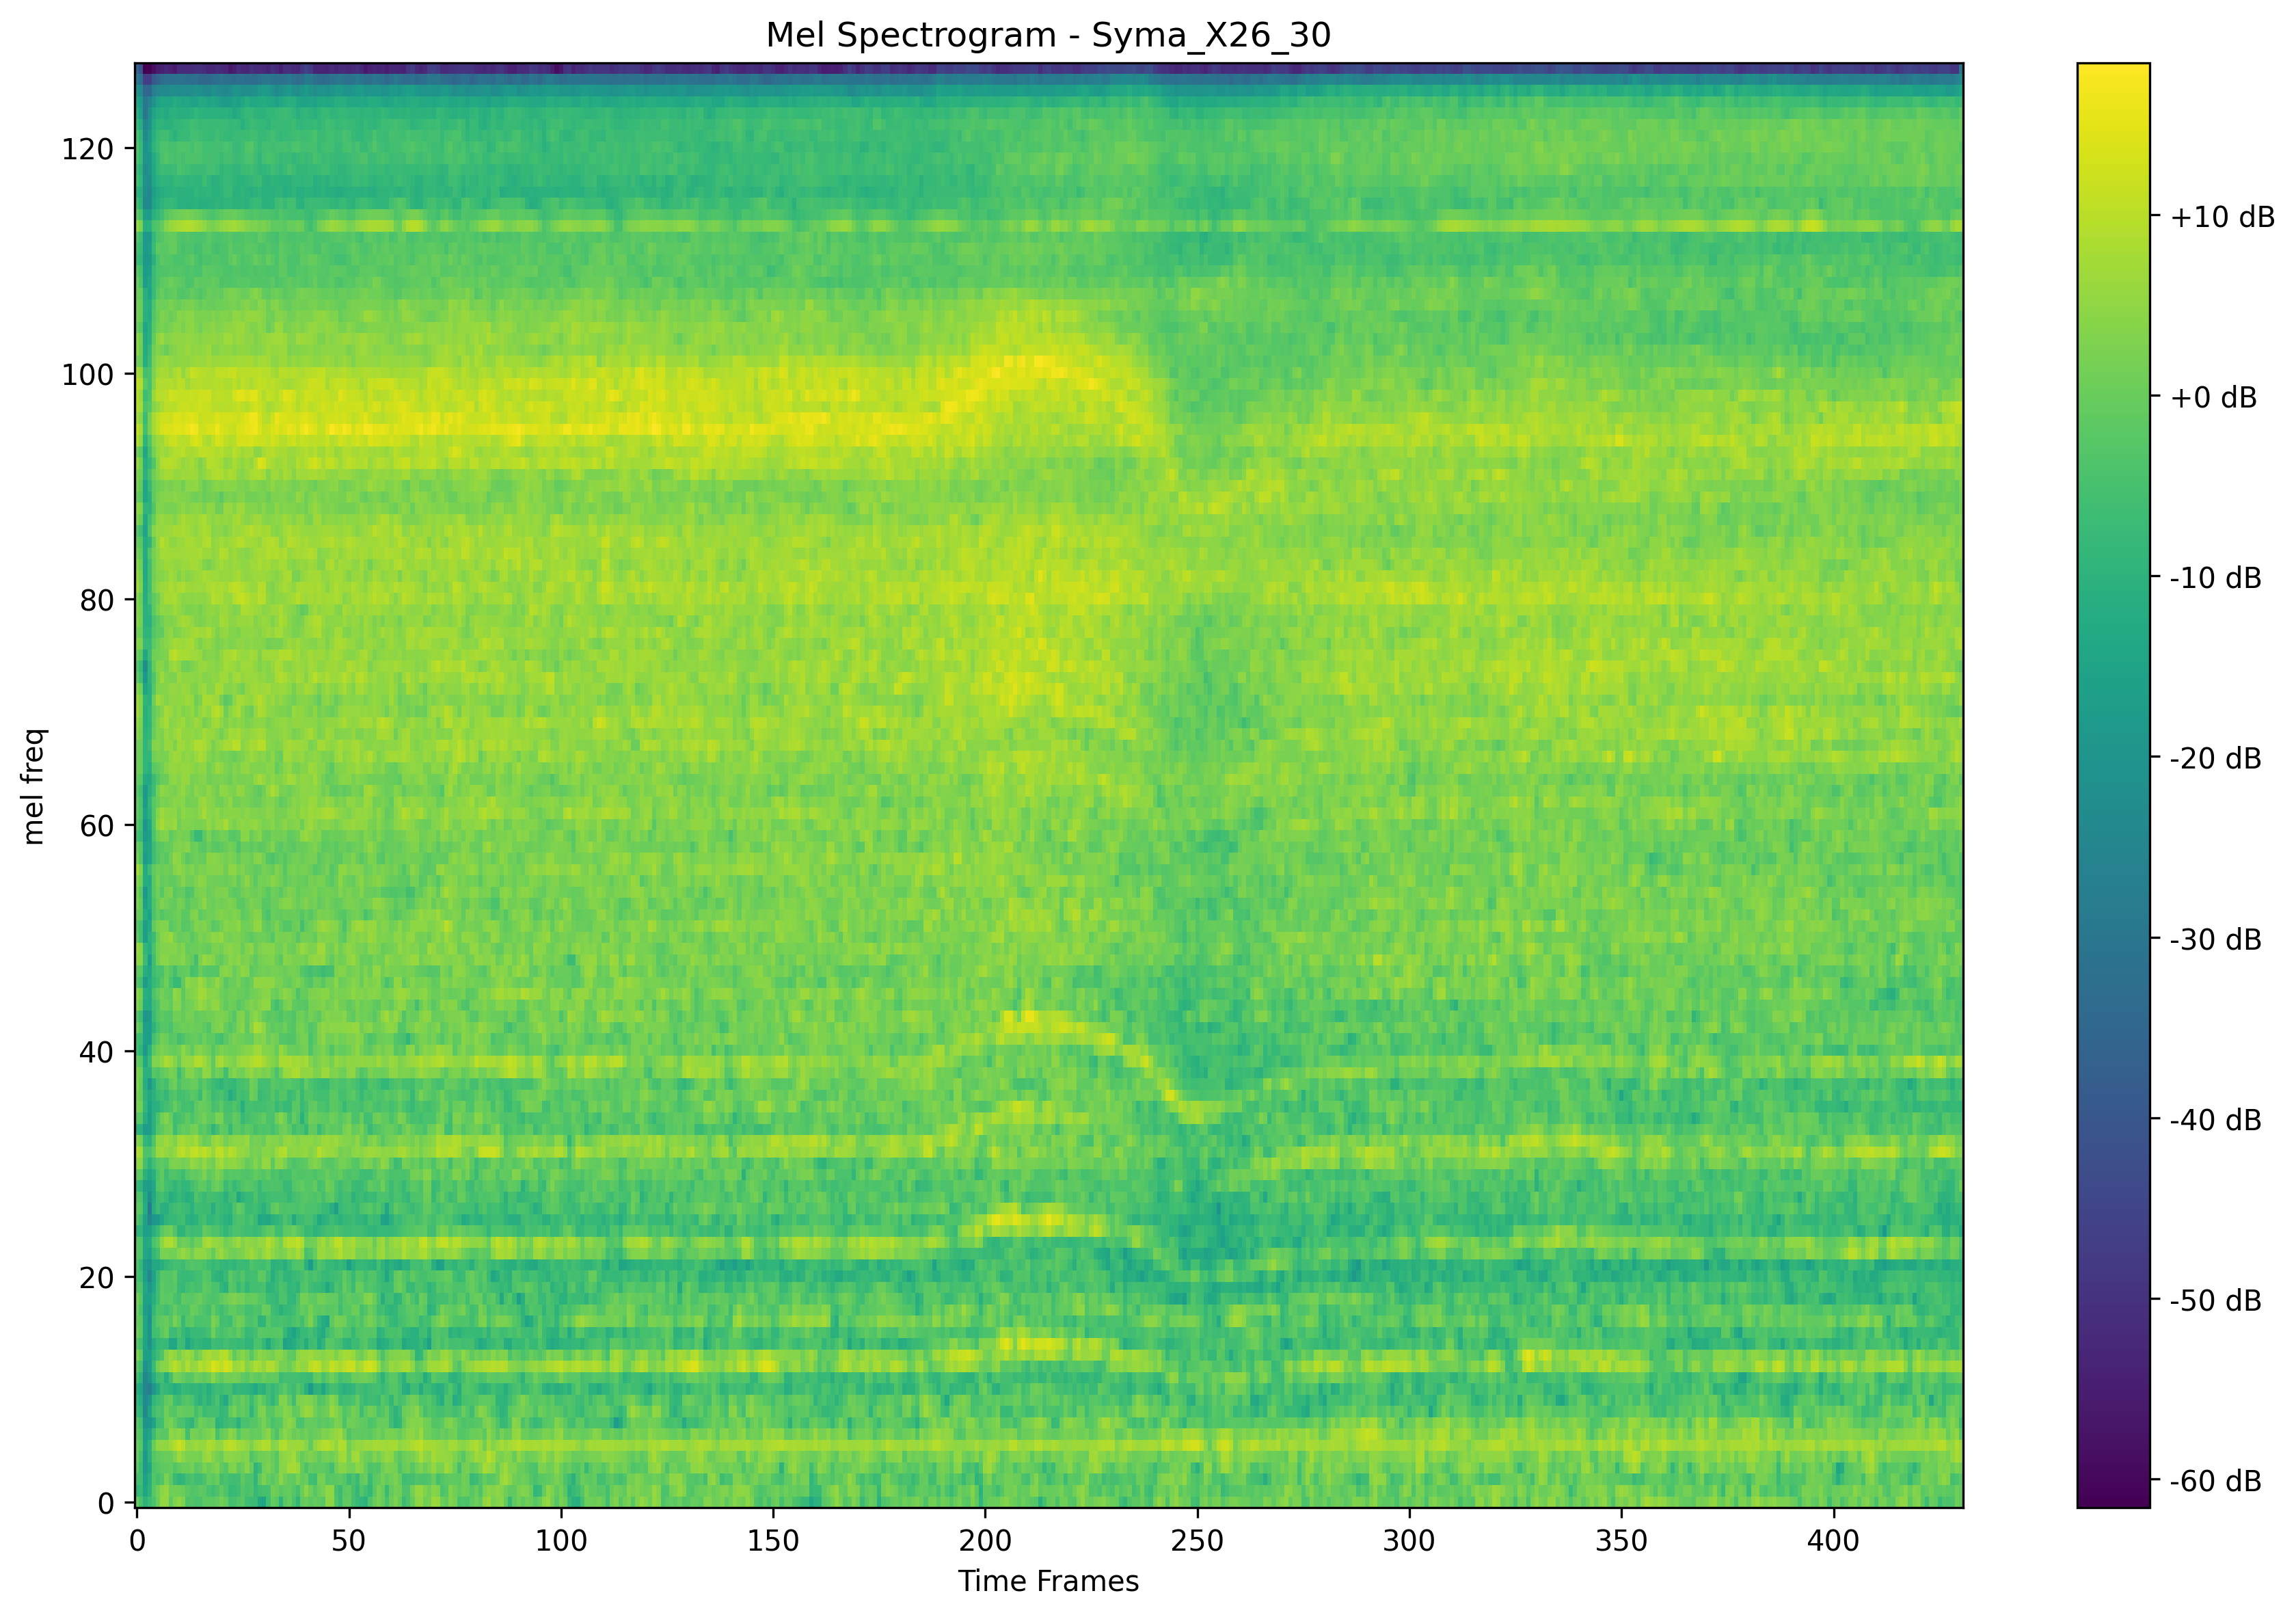 Mel Spectrogram - Syma_X26_30
mel freq
120
100
80
60
40
20
0
0 50 100 150 200 250 300 350 400
Time Frames
+10 dB
+0 dB
-10 dB
-20 dB
-30 dB
-40 dB
-50 dB
-60 dB